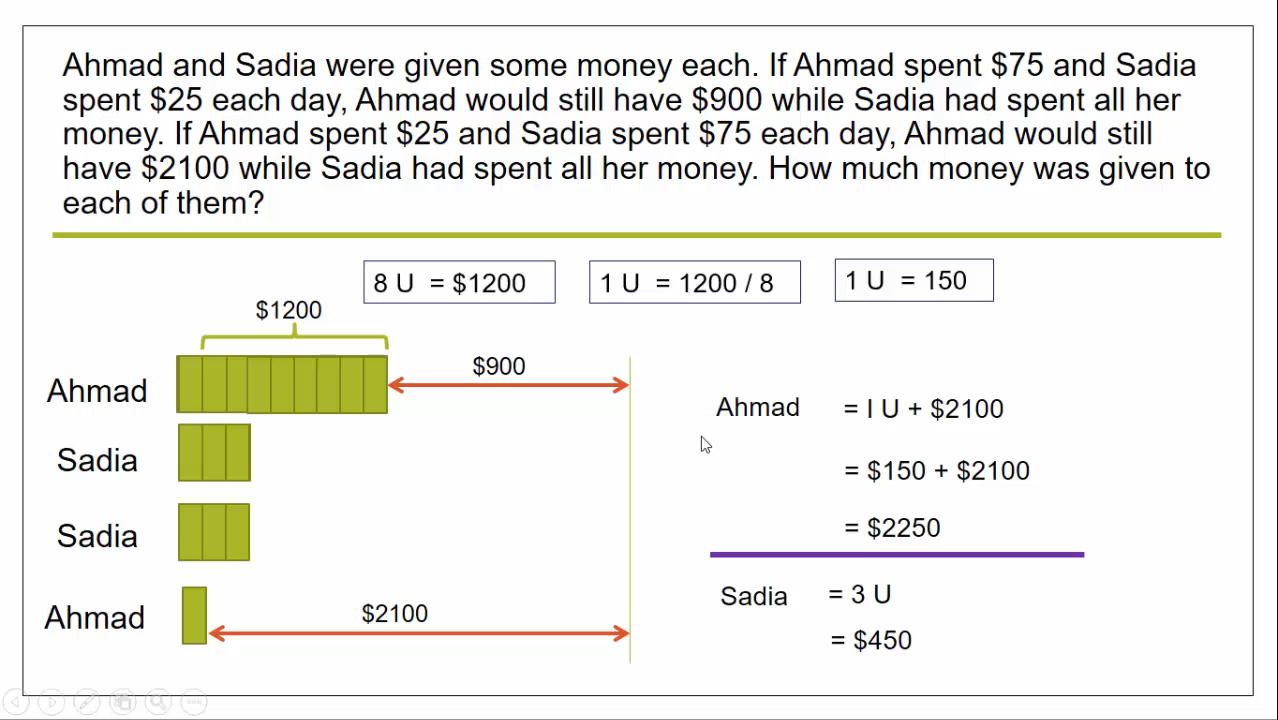 Ahmad and Sadia were given some money each. If Ahmad spent $75 and Sadia
spent $25 each day, Ahmad would still have $900 while Sadia had spent all her
money. If Ahmad spent $25 and Sadia spent $75 each day, Ahmad would still
have $2100 while Sadia had spent all her money. How much money was given to
each of them?
8 U = $1200
1 U = 1200 / 8
1 U = 150
$1200
Ahmad
$900
Sadia
Sadia
Ahmad
$2100
Ahmad = I U + $2100
= $150 + $2100
= $2250
Sadia = 3 U
= $450